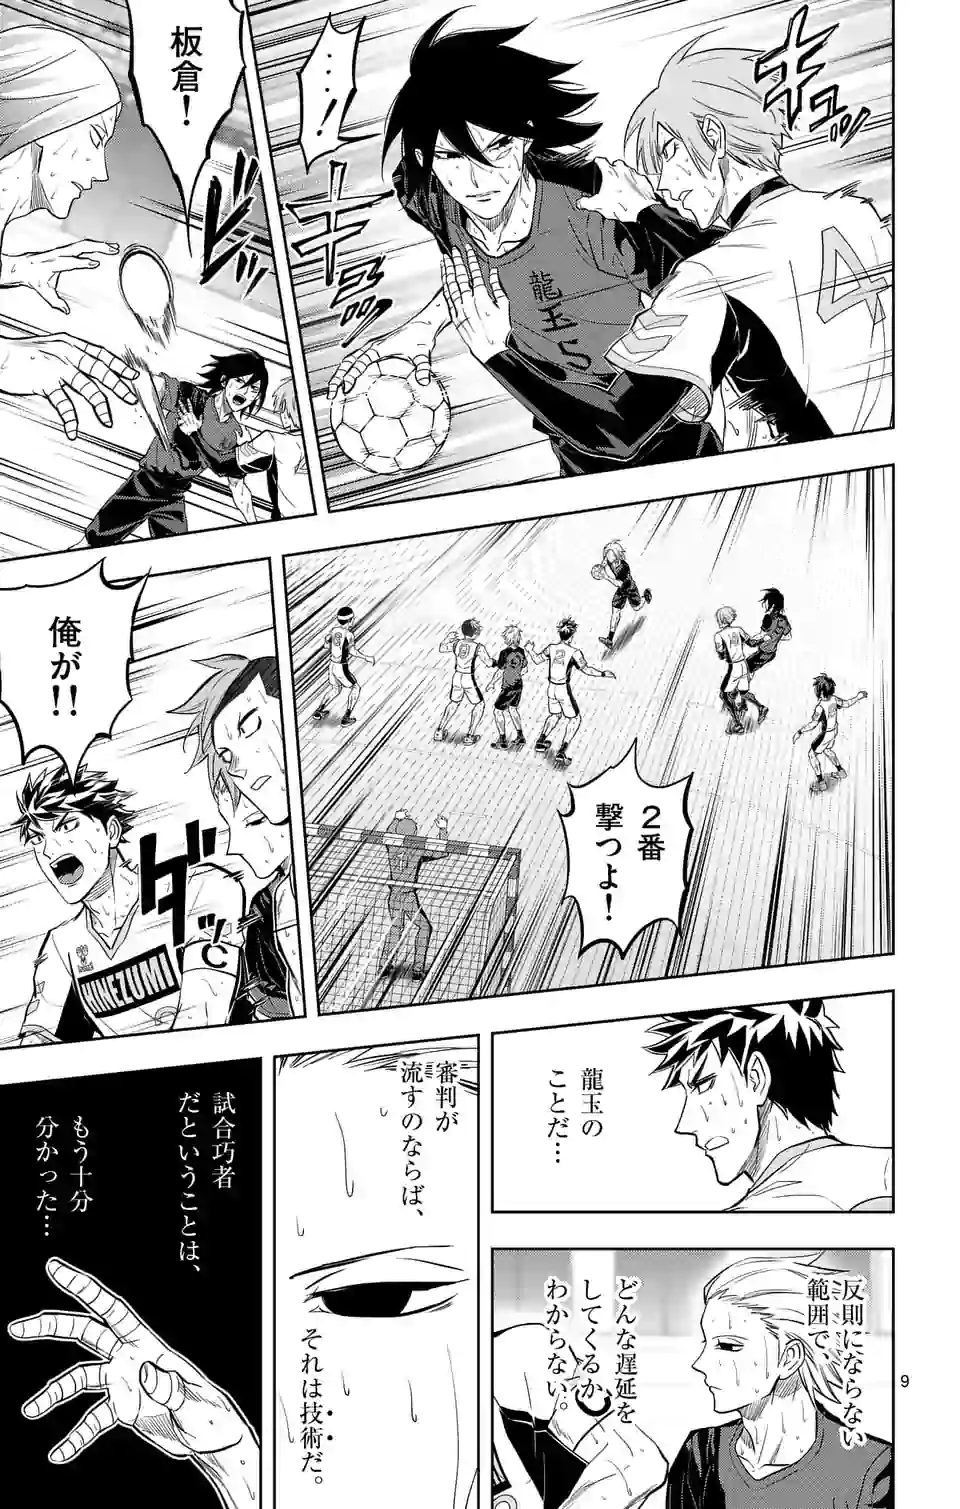 キュッ
・・・・!
龍玉
5
4
キュッ
ビッ
板倉!
2番
撃つよ!
俺が!!
ダッ
MINEZUMI
C
龍玉の
ことだ…
反則にならない
範囲で、
どんな遅延を
してくるか
わからない。
審判が
流すのならば、
それは技術だ。
試合巧者
だということは、
もう十分
分かった…
9